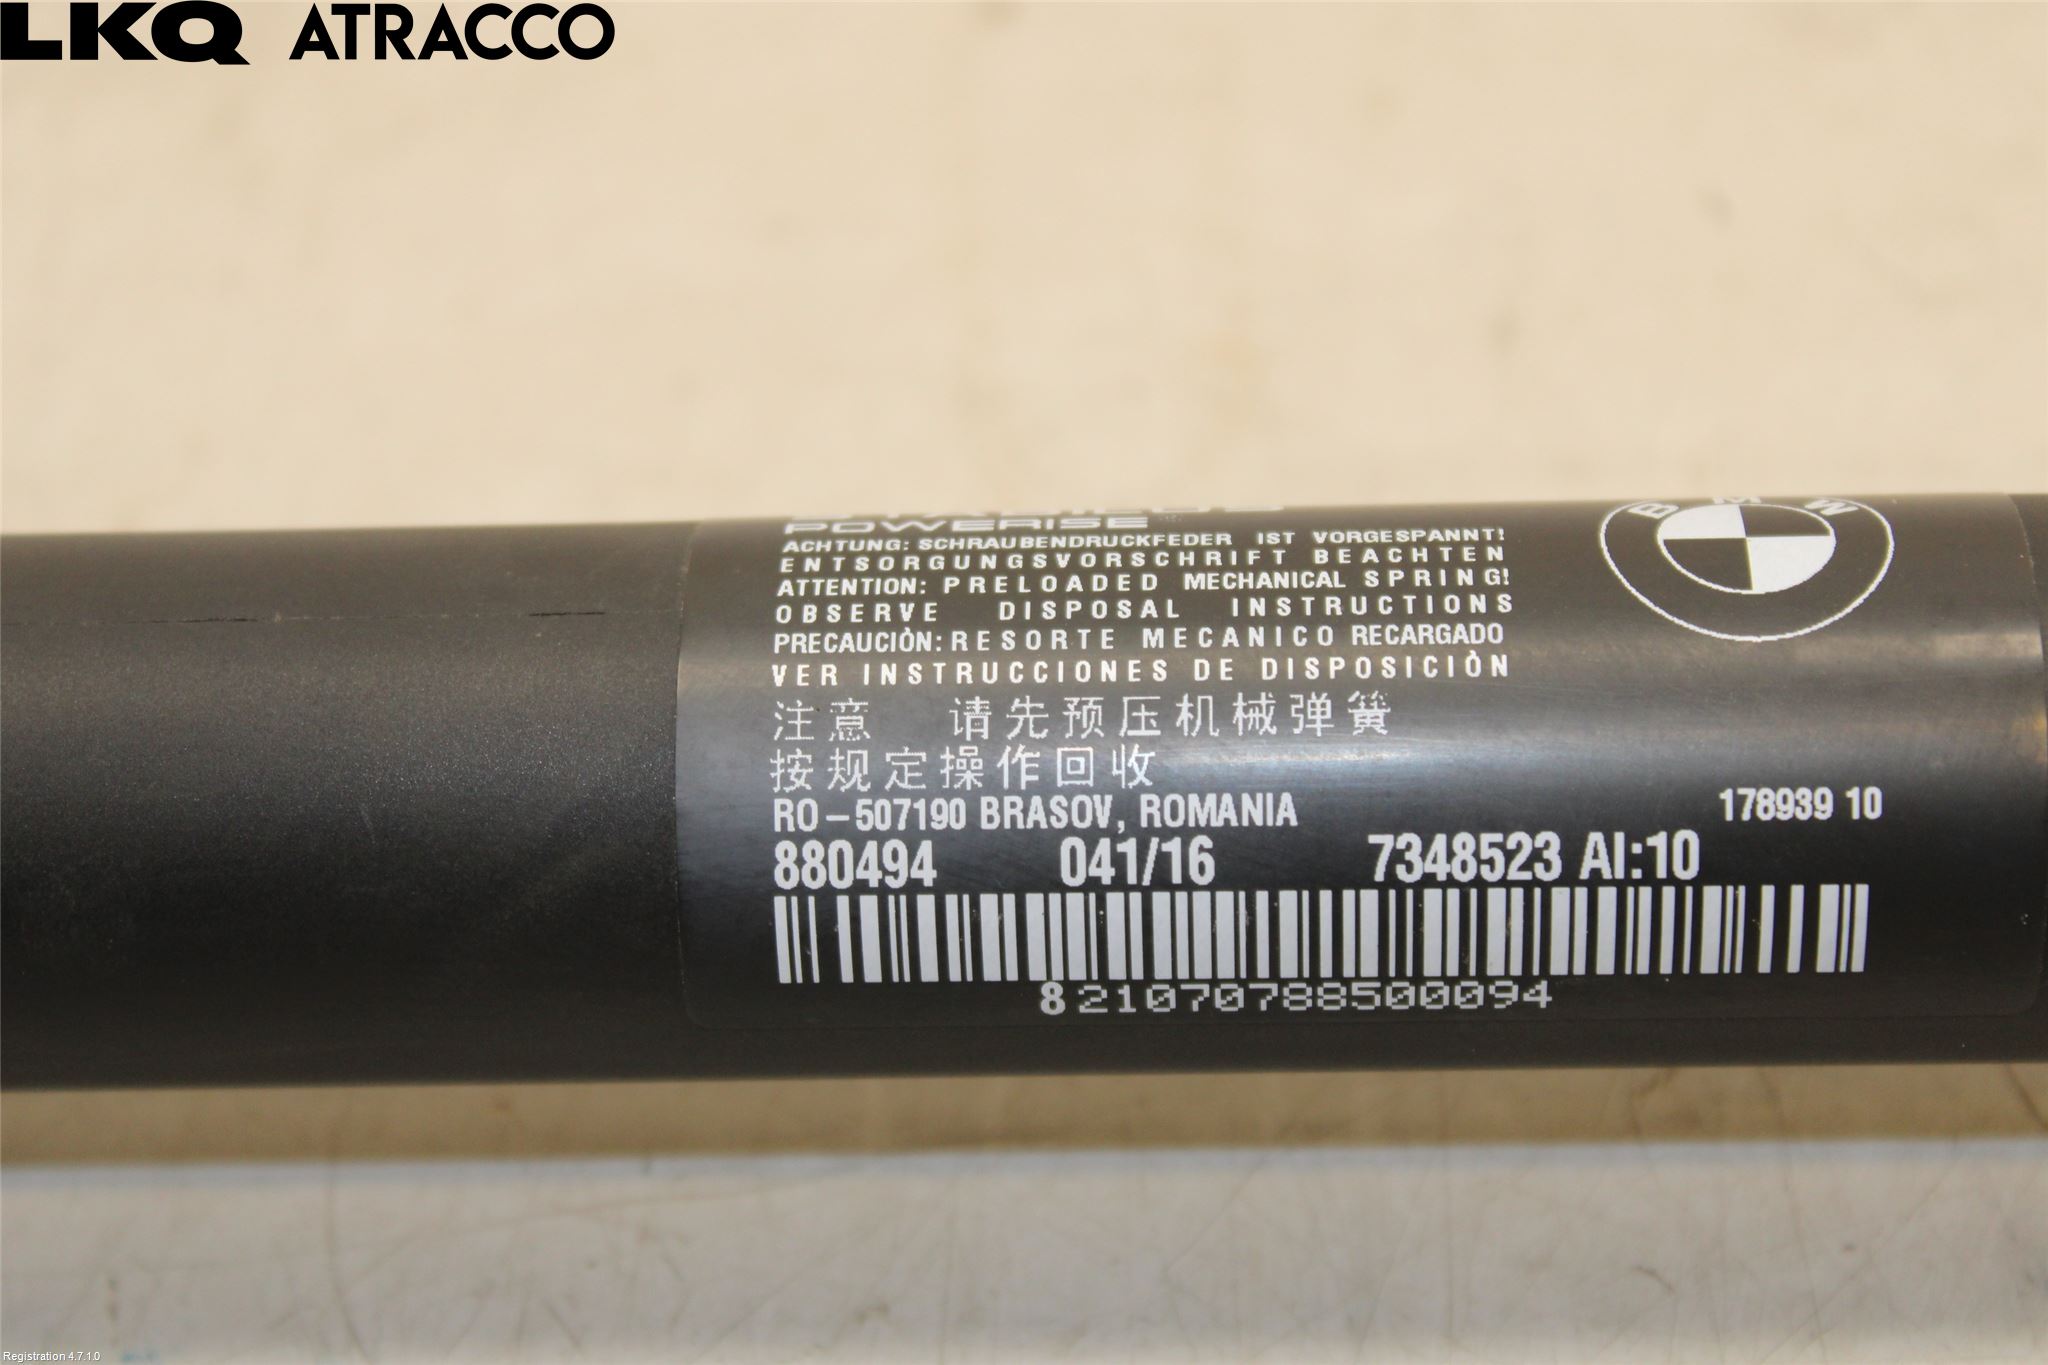 LKQ ATRACCO
STABILUS
POWERISE
ACHTUNG: SCHRAUBENDRUCKFEDER IST VORGESPANNT!
ENTSORGUNGSVORSCHRIFT BEACHTEN
ATTENTION: PRELOADED MECHANICAL SPRING!
OBSERVE DISPOSAL INSTRUCTIONS
PRECAUCIÒN: RESORTE MECANICO RECARGADO
VER INSTRUCCIONES DE DISPOSICIÒN
注意 请先预压机械弹簧
按规定操作回收
RO-507190 BRASOV, ROMANIA
178939 10
880494 041/16 7348523 AI:10
821070788500094
BMW
Registration 4.7.1.0